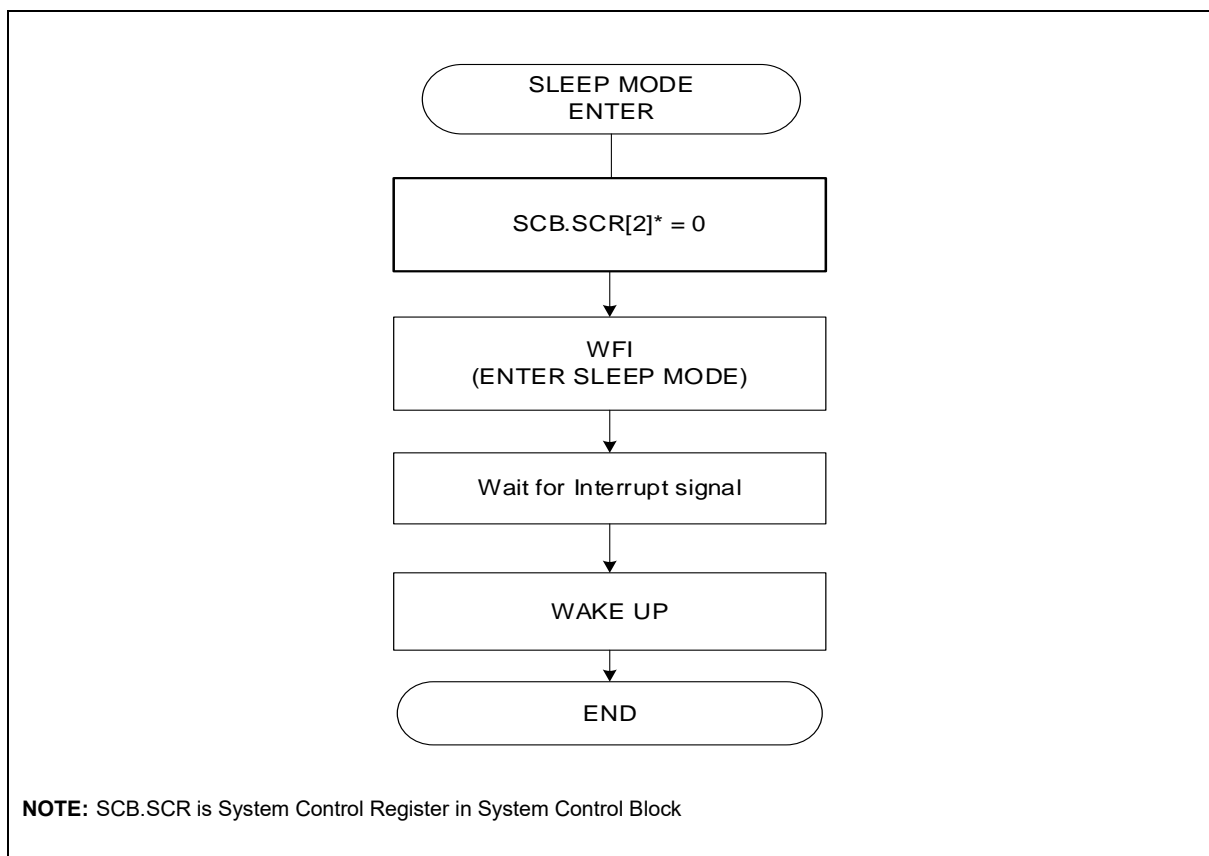 SLEEP MODE
ENTER
SCB.SCR[2]* = 0
WFI
(ENTER SLEEP MODE)
Wait for Interrupt signal
WAKE UP
END
NOTE: SCB.SCR is System Control Register in System Control Block